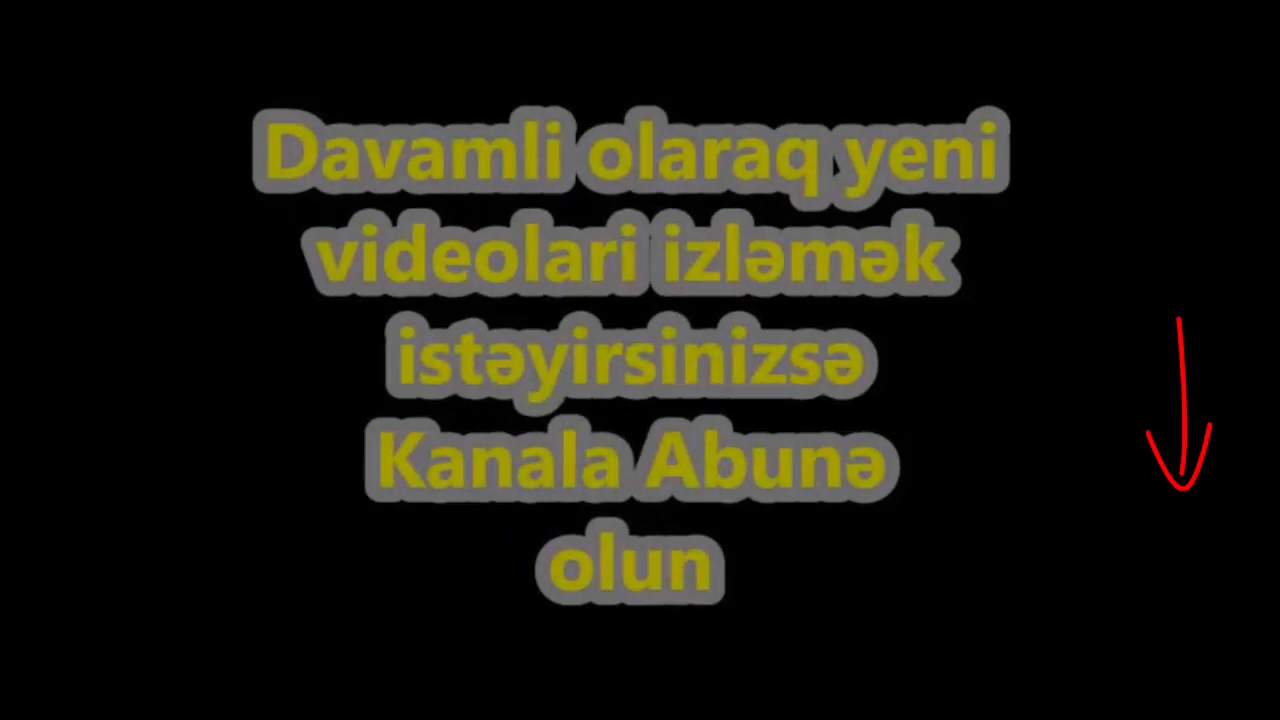 Davamli olaraq yeni
videolari izləmək
istəyirsinizsə
Kanala Abunə
olun